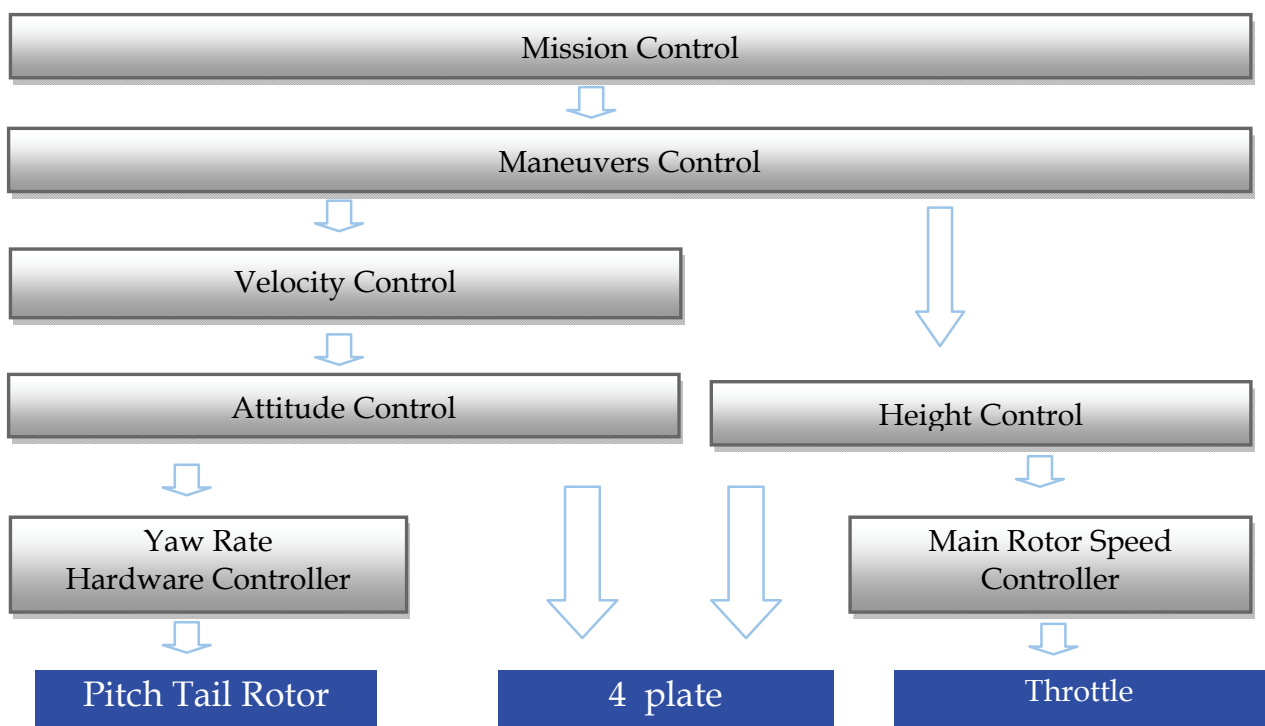 Mission Control
Maneuvers Control
Velocity Control
Attitude Control
Height Control
Yaw Rate
Hardware Controller
Main Rotor Speed
Controller
Pitch Tail Rotor
4 plate
Throttle